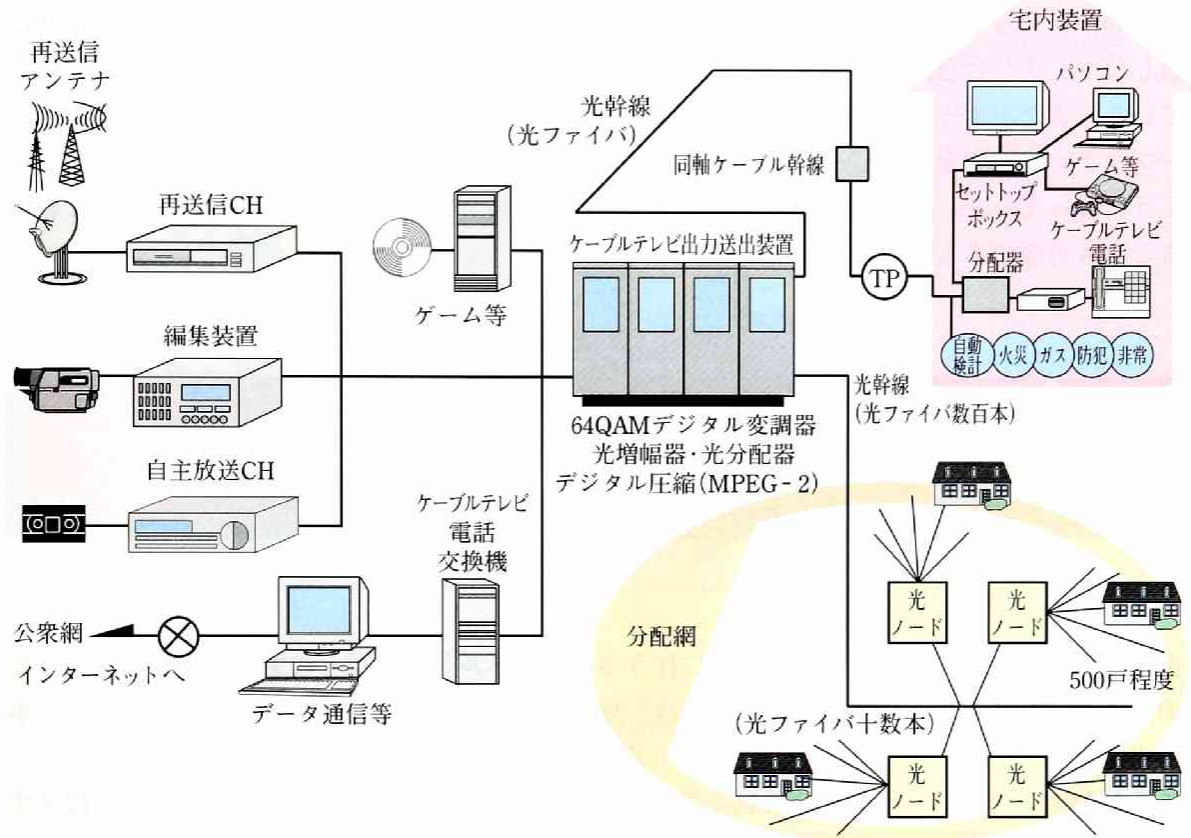 再送信
アンテナ
再送信CH
編集装置
自主放送CH
公衆網
インターネットへ
データ通信等
ゲーム等
ケーブルテレビ
電話
交換機
光幹線
(光ファイバ)
同軸ケーブル幹線
ケーブルテレビ出力送出装置
64QAMデジタル変調器
光増幅器・光分配器
デジタル圧縮(MPEG-2)
TP
宅内装置
パソコン
セットトップ
ボックス
ゲーム等
ケーブルテレビ
電話
分配器
自動
検計
火災
ガス
防犯
非常
光幹線
(光ファイバ数百本)
分配網
光
ノード
光
ノード
500戸程度
(光ファイバ十数本)
光
ノード
光
ノード